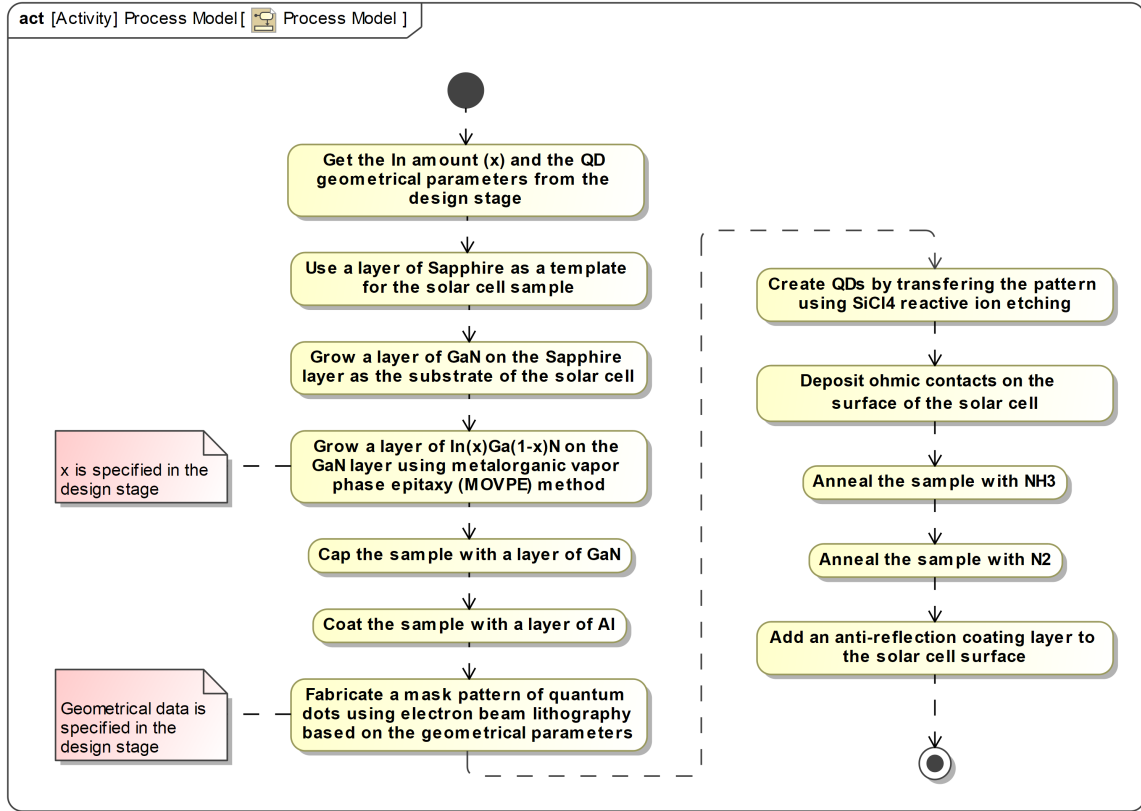 act [Activity] Process Model[ Process Model ]
Get the In amount (x) and the QD
geometrical parameters from the
design stage
Use a layer of Sapphire as a template
for the solar cell sample
Grow a layer of GaN on the Sapphire
layer as the substrate of the solar cell
Grow a layer of In(x)Ga(1-x)N on the
GaN layer using metalorganic vapor
phase epitaxy (MOVPE) method
x is specified in the
design stage
Cap the sample with a layer of GaN
Coat the sample with a layer of Al
Fabricate a mask pattern of quantum
dots using electron beam lithography
based on the geometrical parameters
Geometrical data is
specified in the
design stage
Create QDs by transfering the pattern
using SiCl4 reactive ion etching
Deposit ohmic contacts on the
surface of the solar cell
Anneal the sample with NH3
Anneal the sample with N2
Add an anti-reflection coating layer to
the solar cell surface